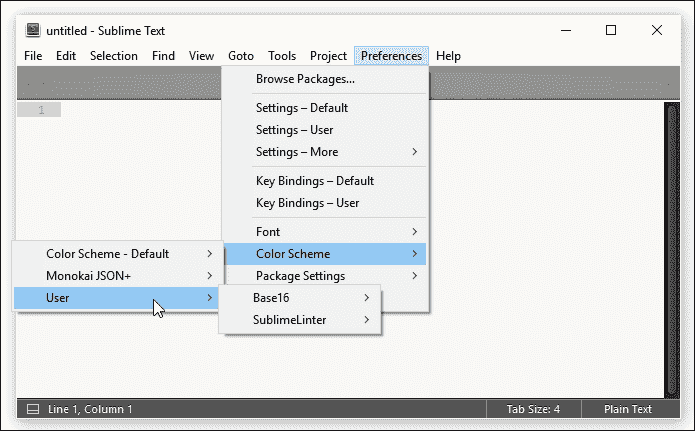 untitled - Sublime Text
File Edit Selection Find View Goto Tools Project Preferences Help
1
Browse Packages...
Settings – Default
Settings – User
Settings – More
Key Bindings – Default
Key Bindings – User
Font
Color Scheme
Package Settings
Color Scheme - Default
Monokai JSON+
User
Base16
SublimeLinter
Line 1, Column 1
Tab Size: 4
Plain Text